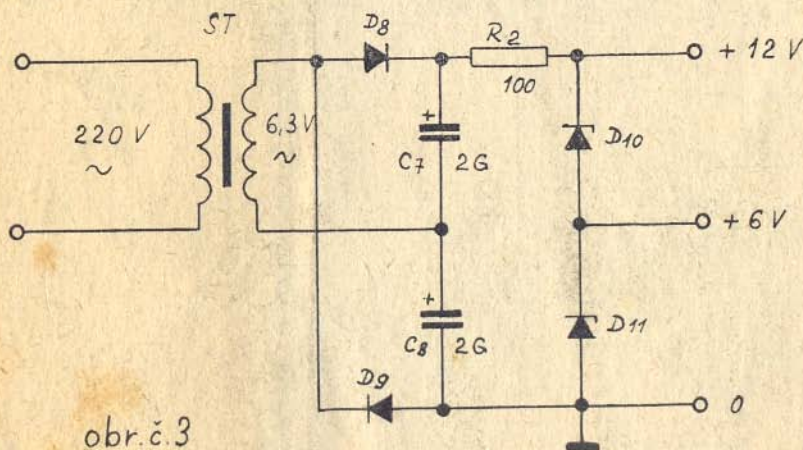 ST
D8
R2
+ 12 V
100
220 V
~
6,3 V
~
+
C7
2G
D10
+ 6 V
+
C8
2G
D11
D9
0
obr.č.3